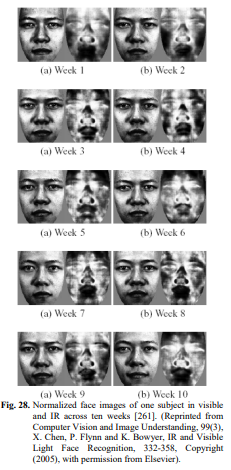 (a) Week 1 (b) Week 2
(a) Week 3 (b) Week 4
(a) Week 5 (b) Week 6
(a) Week 7 (b) Week 8
(a) Week 9 (b) Week 10
Fig. 28. Normalized face images of one subject in visible
and IR across ten weeks [261]. (Reprinted from
Computer Vision and Image Understanding, 99(3),
X. Chen, P. Flynn and K. Bowyer, IR and Visible
Light Face Recognition, 332-358, Copyright
(2005), with permission from Elsevier).